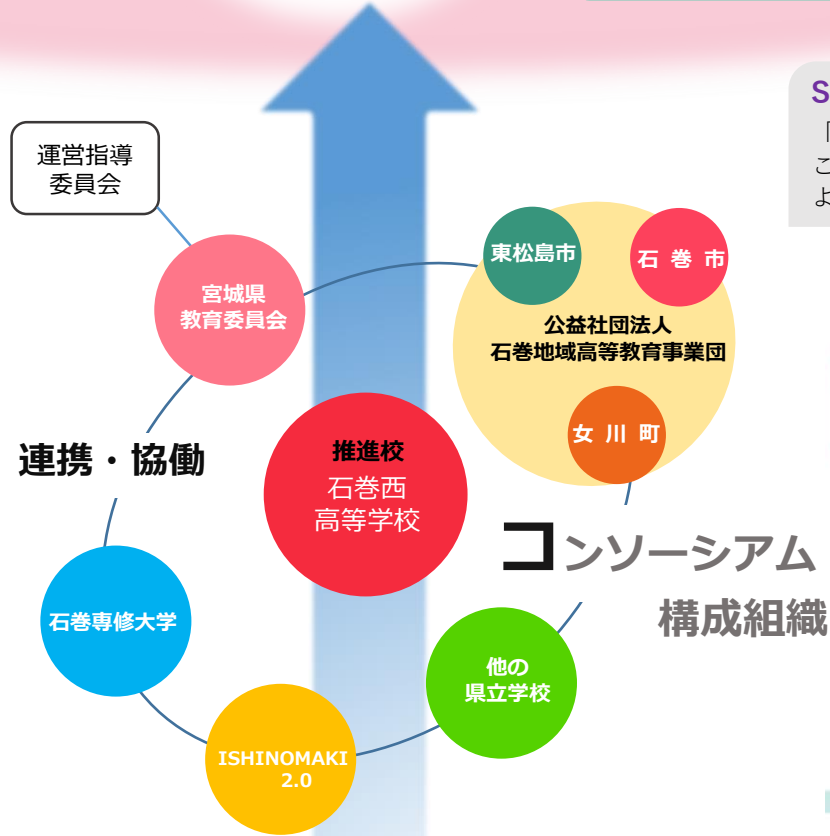 運営指導
委員会
S
「
こ
よ
東松島市
石 巻 市
宮城県
教育委員会
公益社団法人
石巻地域高等教育事業団
女 川 町
連携・協働
推進校
石巻西
高等学校
コンソーシアム
構成組織
石巻専修大学
他の
県立学校
ISHINOMAKI
2.0